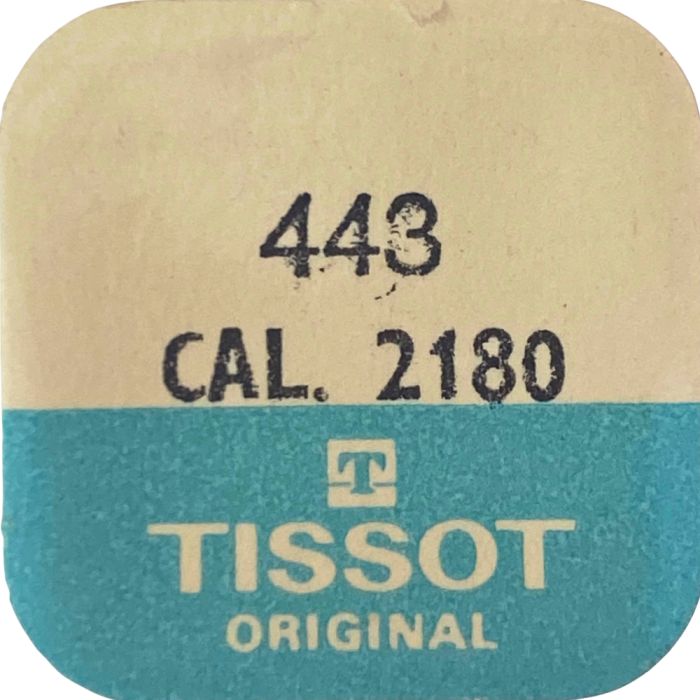 443
CAL. 2180
T
TISSOT
ORIGINAL